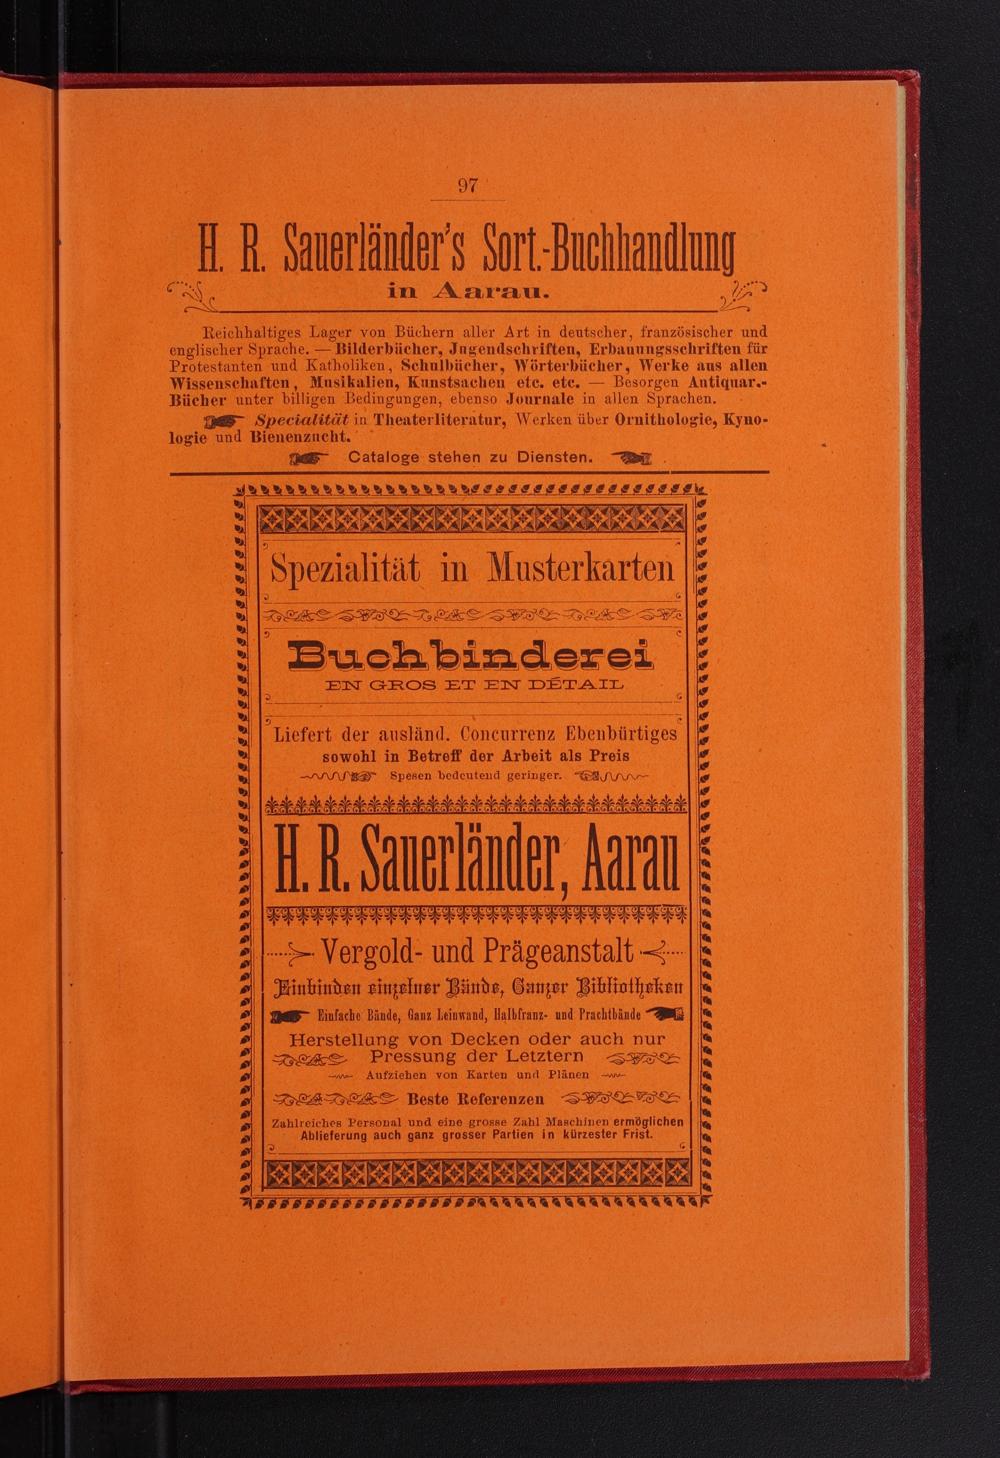 97
H. R. Sauerländer's Sort.-Buchhandlung
in Aarau.
Reichhaltiges Lager von Büchern aller Art in deutscher, französischer und
englischer Sprache. — Bilderbücher, Jugendschriften, Erbauungsschriften für
Protestanten und Katholiken, Schulbücher, Wörterbücher, Werke aus allen
Wissenschaften, Musikalien, Kunstsachen etc. etc. — Besorgen Antiquar.-
Bücher unter billigen Bedingungen, ebenso Journale in allen Sprachen.
Specialität in Theaterliteratur, Werken über Ornithologie, Kyno-
logie und Bienenzucht.
Cataloge stehen zu Diensten.
Spezialität in Musterkarten
Buchbinderei
EN GROS ET EN DÉTAIL
Liefert der ausländ. Concurrenz Ebenbürtiges
sowohl in Betreff der Arbeit als Preis
Spesen bedeutend geringer.
H. R. Sauerländer, Aarau
Vergold- und Prägeanstalt
Einbinden einzelner Bände, Ganzer Bibliotheken
Einfache Bände, Ganz Leinwand, Halbfranz- und Prachtbände
Herstellung von Decken oder auch nur
Pressung der Letztern
Aufziehen von Karten und Plänen
Beste Referenzen
Zahlreiches Personal und eine grosse Zahl Maschinen ermöglichen
Ablieferung auch ganz grosser Partien in kürzester Frist.